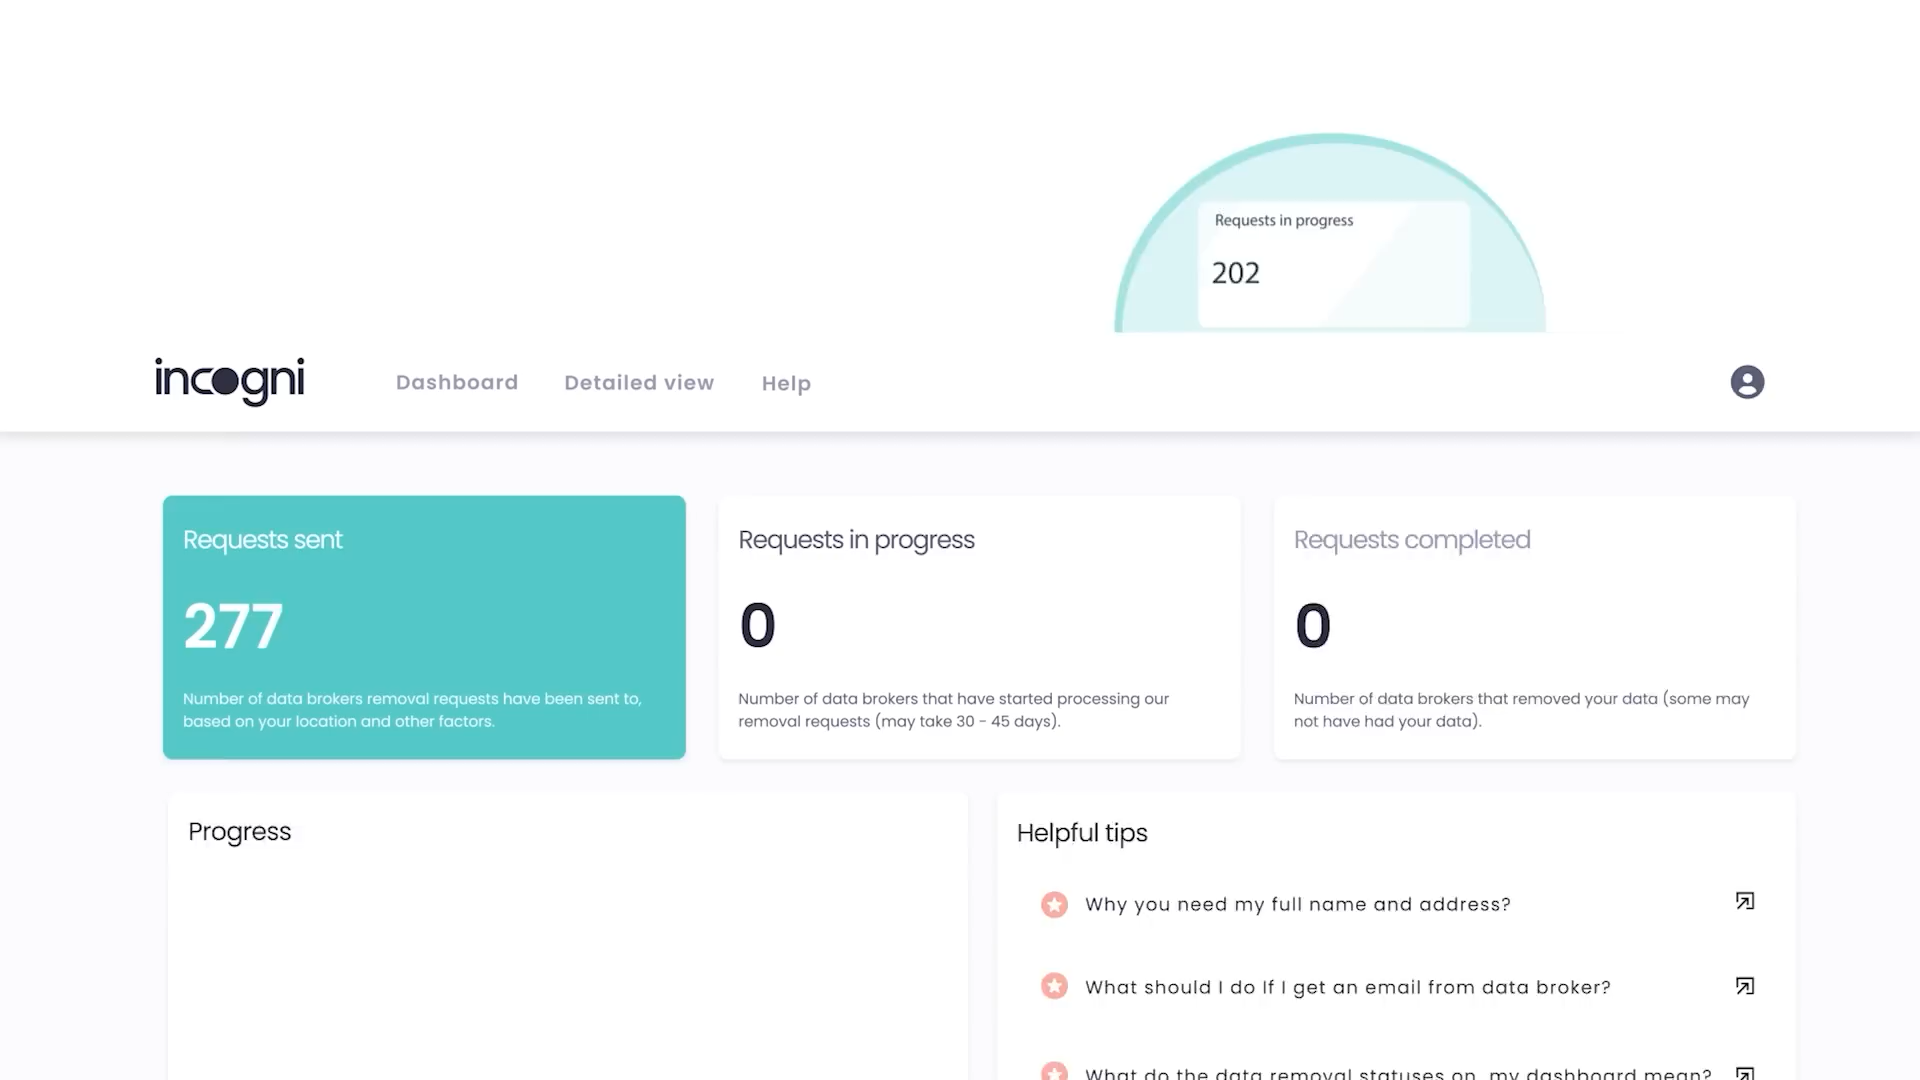 Requests in progress
202
incogni
Dashboard
Detailed view
Help
Requests sent
277
Number of data brokers removal requests have been sent to,
based on your location and other factors.
Requests in progress
0
Number of data brokers that have started processing our
removal requests (may take 30 - 45 days).
Requests completed
0
Number of data brokers that removed your data (some may
not have had your data).
Progress
Helpful tips
Why you need my full name and address?
What should I do If I get an email from data broker?
What do the data removal statuses on my dashboard mean?